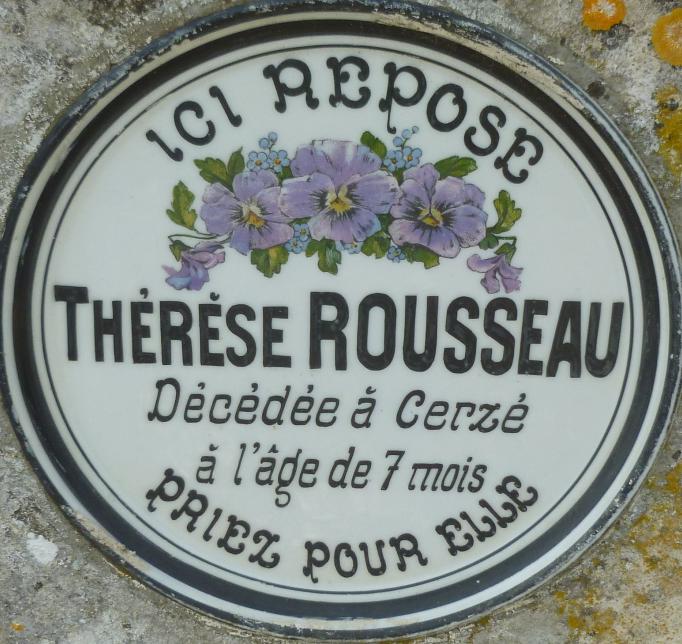 ICI REPOSE
THÉRÈSE ROUSSEAU
Décédée à Cerzé
à l'âge de 7 mois
PRIEZ POUR ELLE